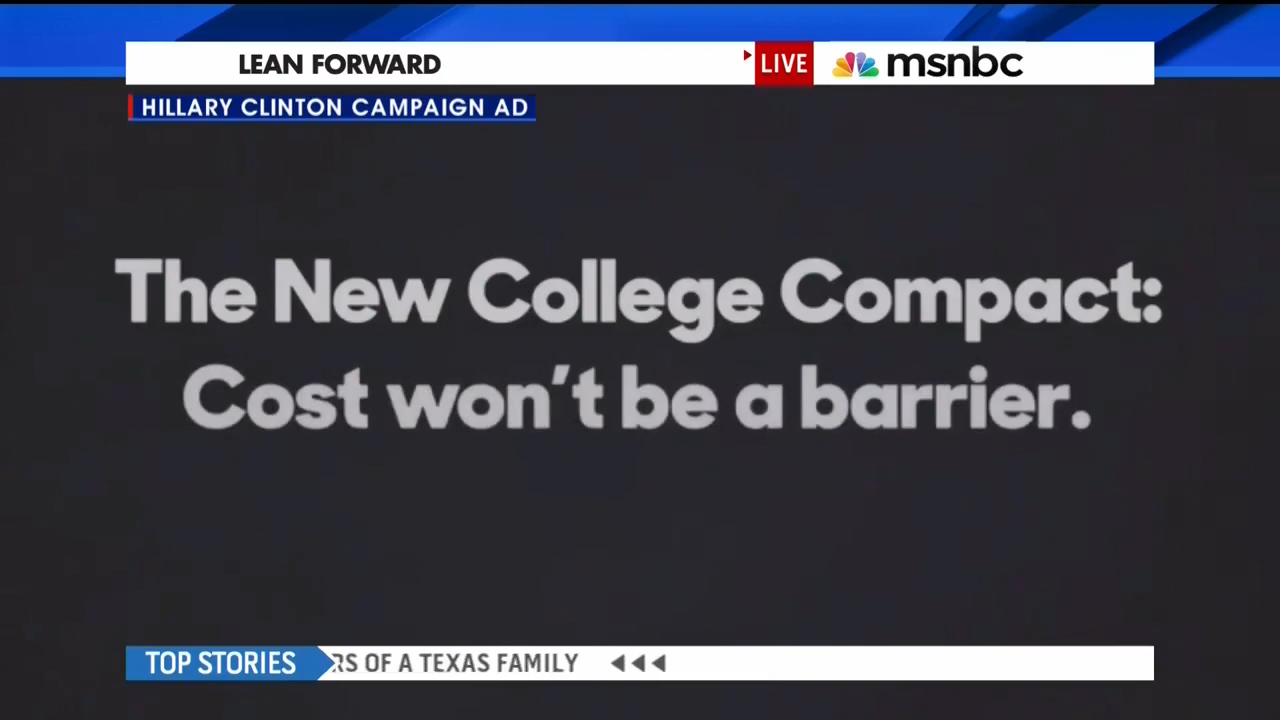 LEAN FORWARD
LIVE
msnbc
HILLARY CLINTON CAMPAIGN AD
The New College Compact:
Cost won't be a barrier.
TOP STORIES
RS OF A TEXAS FAMILY